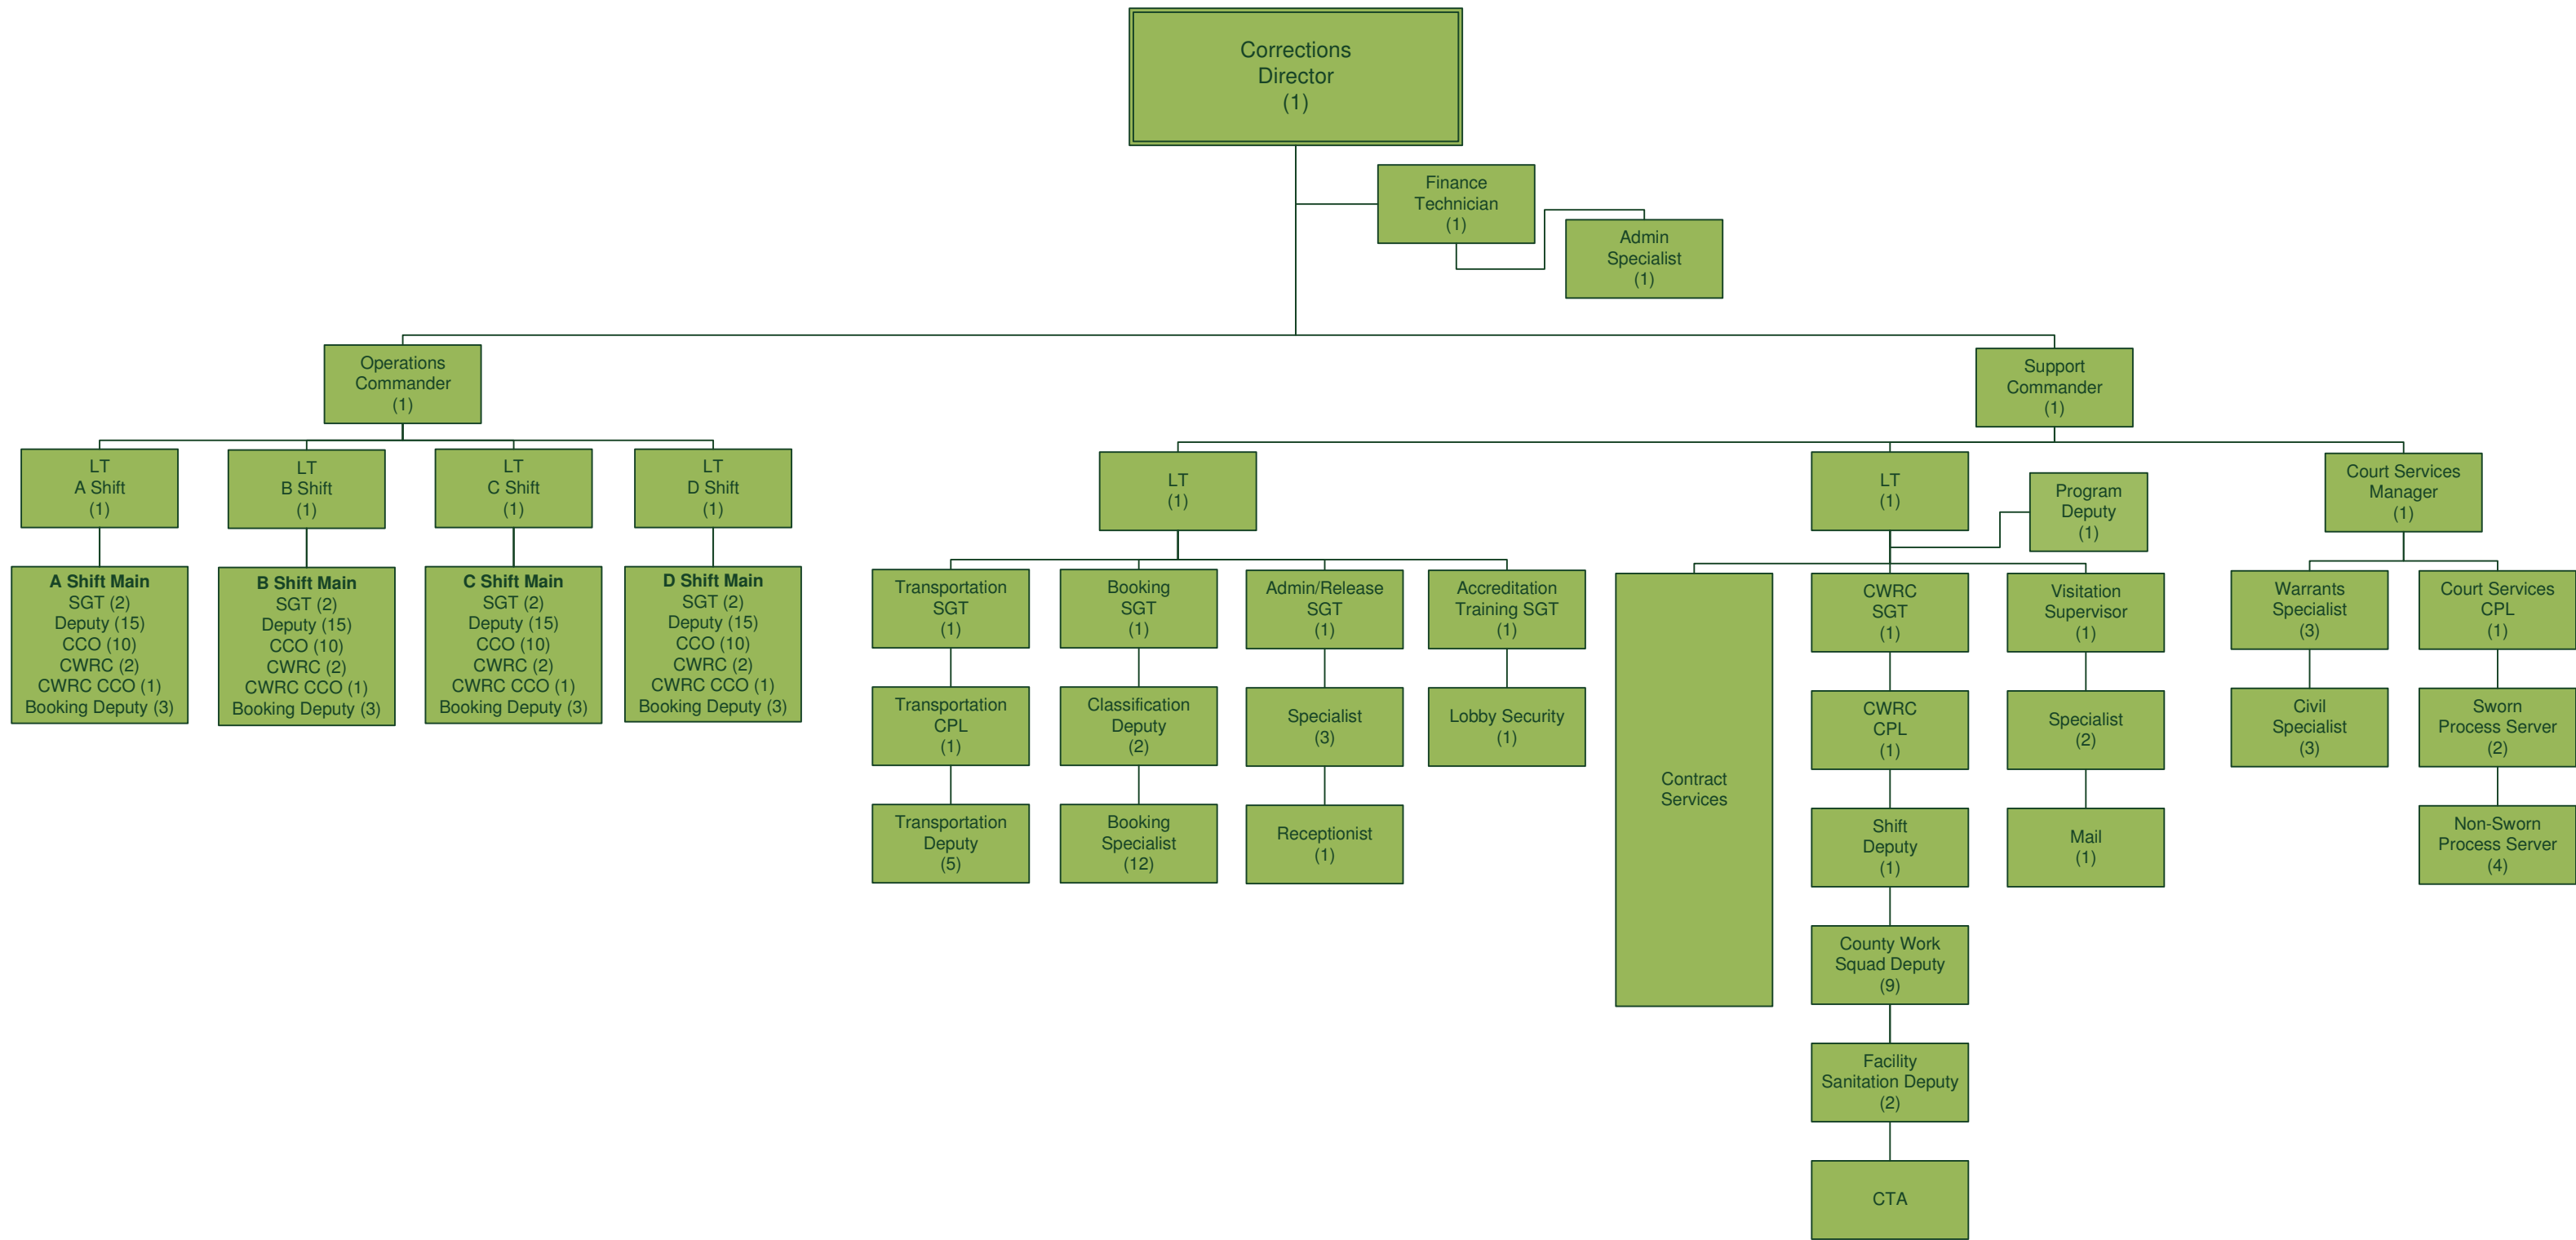 Corrections
Director
(1)
Finance
Technician
(1)
Admin
Specialist
(1)
Operations
Commander
(1)
Support
Commander
(1)
LT
A Shift
(1)
LT
B Shift
(1)
LT
C Shift
(1)
LT
D Shift
(1)
LT
(1)
LT
(1)
Program
Deputy
(1)
Court Services
Manager
(1)
A Shift Main
SGT (2)
Deputy (15)
CCO (10)
CWRC (2)
CWRC CCO (1)
Booking Deputy (3)
B Shift Main
SGT (2)
Deputy (15)
CCO (10)
CWRC (2)
CWRC CCO (1)
Booking Deputy (3)
C Shift Main
SGT (2)
Deputy (15)
CCO (10)
CWRC (2)
CWRC CCO (1)
Booking Deputy (3)
D Shift Main
SGT (2)
Deputy (15)
CCO (10)
CWRC (2)
CWRC CCO (1)
Booking Deputy (3)
Transportation
SGT
(1)
Transportation
CPL
(1)
Transportation
Deputy
(5)
Booking
SGT
(1)
Classification
Deputy
(2)
Booking
Specialist
(12)
Admin/Release
SGT
(1)
Specialist
(3)
Receptionist
(1)
Accreditation
Training SGT
(1)
Lobby Security
(1)
Contract
Services
CWRC
SGT
(1)
CWRC
CPL
(1)
Shift
Deputy
(1)
County Work
Squad Deputy
(9)
Facility
Sanitation Deputy
(2)
CTA
Visitation
Supervisor
(1)
Specialist
(2)
Mail
(1)
Warrants
Specialist
(3)
Civil
Specialist
(3)
Court Services
CPL
(1)
Sworn
Process Server
(2)
Non-Sworn
Process Server
(4)